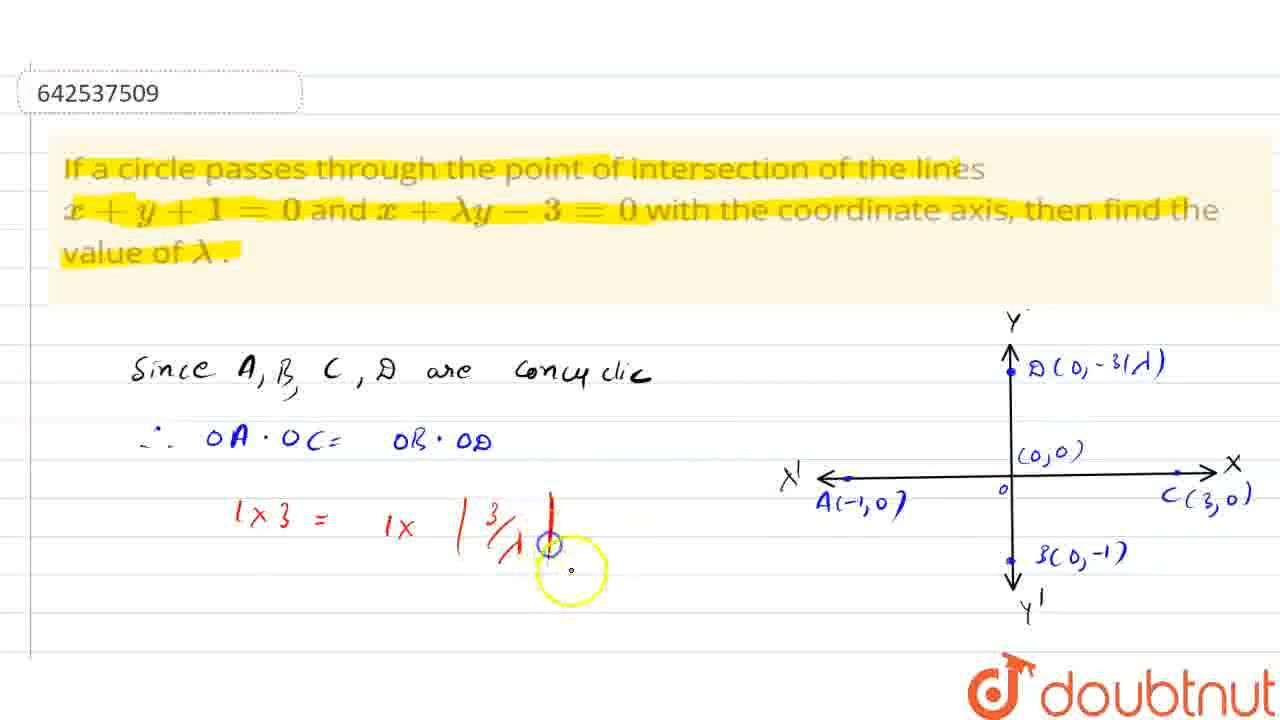 642537509
If a circle passes through the point of intersection of the lines
x + y + 1 = 0 and x + λy − 3 = 0 with the coordinate axis, then find the
value of λ .
Since A, B, C, D are concyclic
∴ OA · OC = OB · OD
1 x 3 = 1 x | 3/λ |
Y
D(0, -3/λ)
(0,0)
X' X
O
A(-1,0) C(3,0)
B(0,-1)
Y'
doubtnut